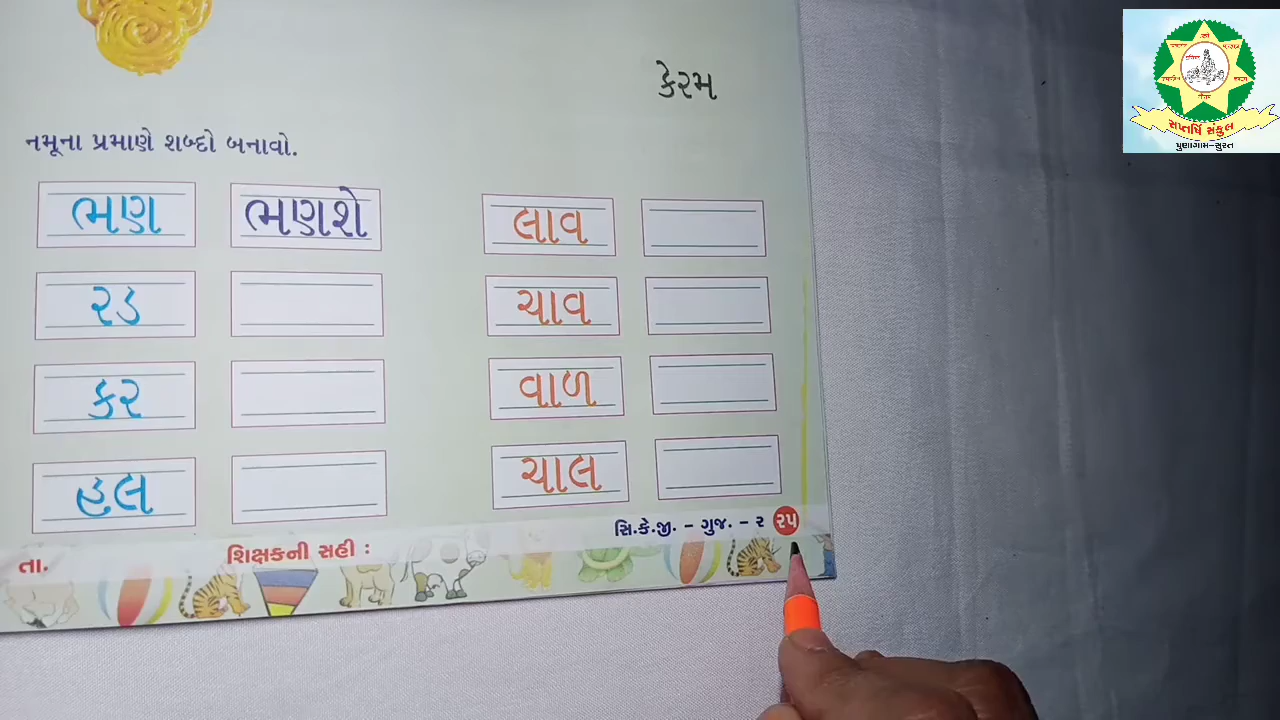 કેરમ
નમૂના પ્રમાણે શબ્દો બનાવો.
ભણ ભણશે લાવ
રડ ચાવ
કર વાળ
હલ ચાલ
સિ.કે.જી. - ગુજ. - ૨ ૨૫
તા. શિક્ષકની સહી :
સપ્તર્ષિ સંકુલ
પુણાગામ-સુરત